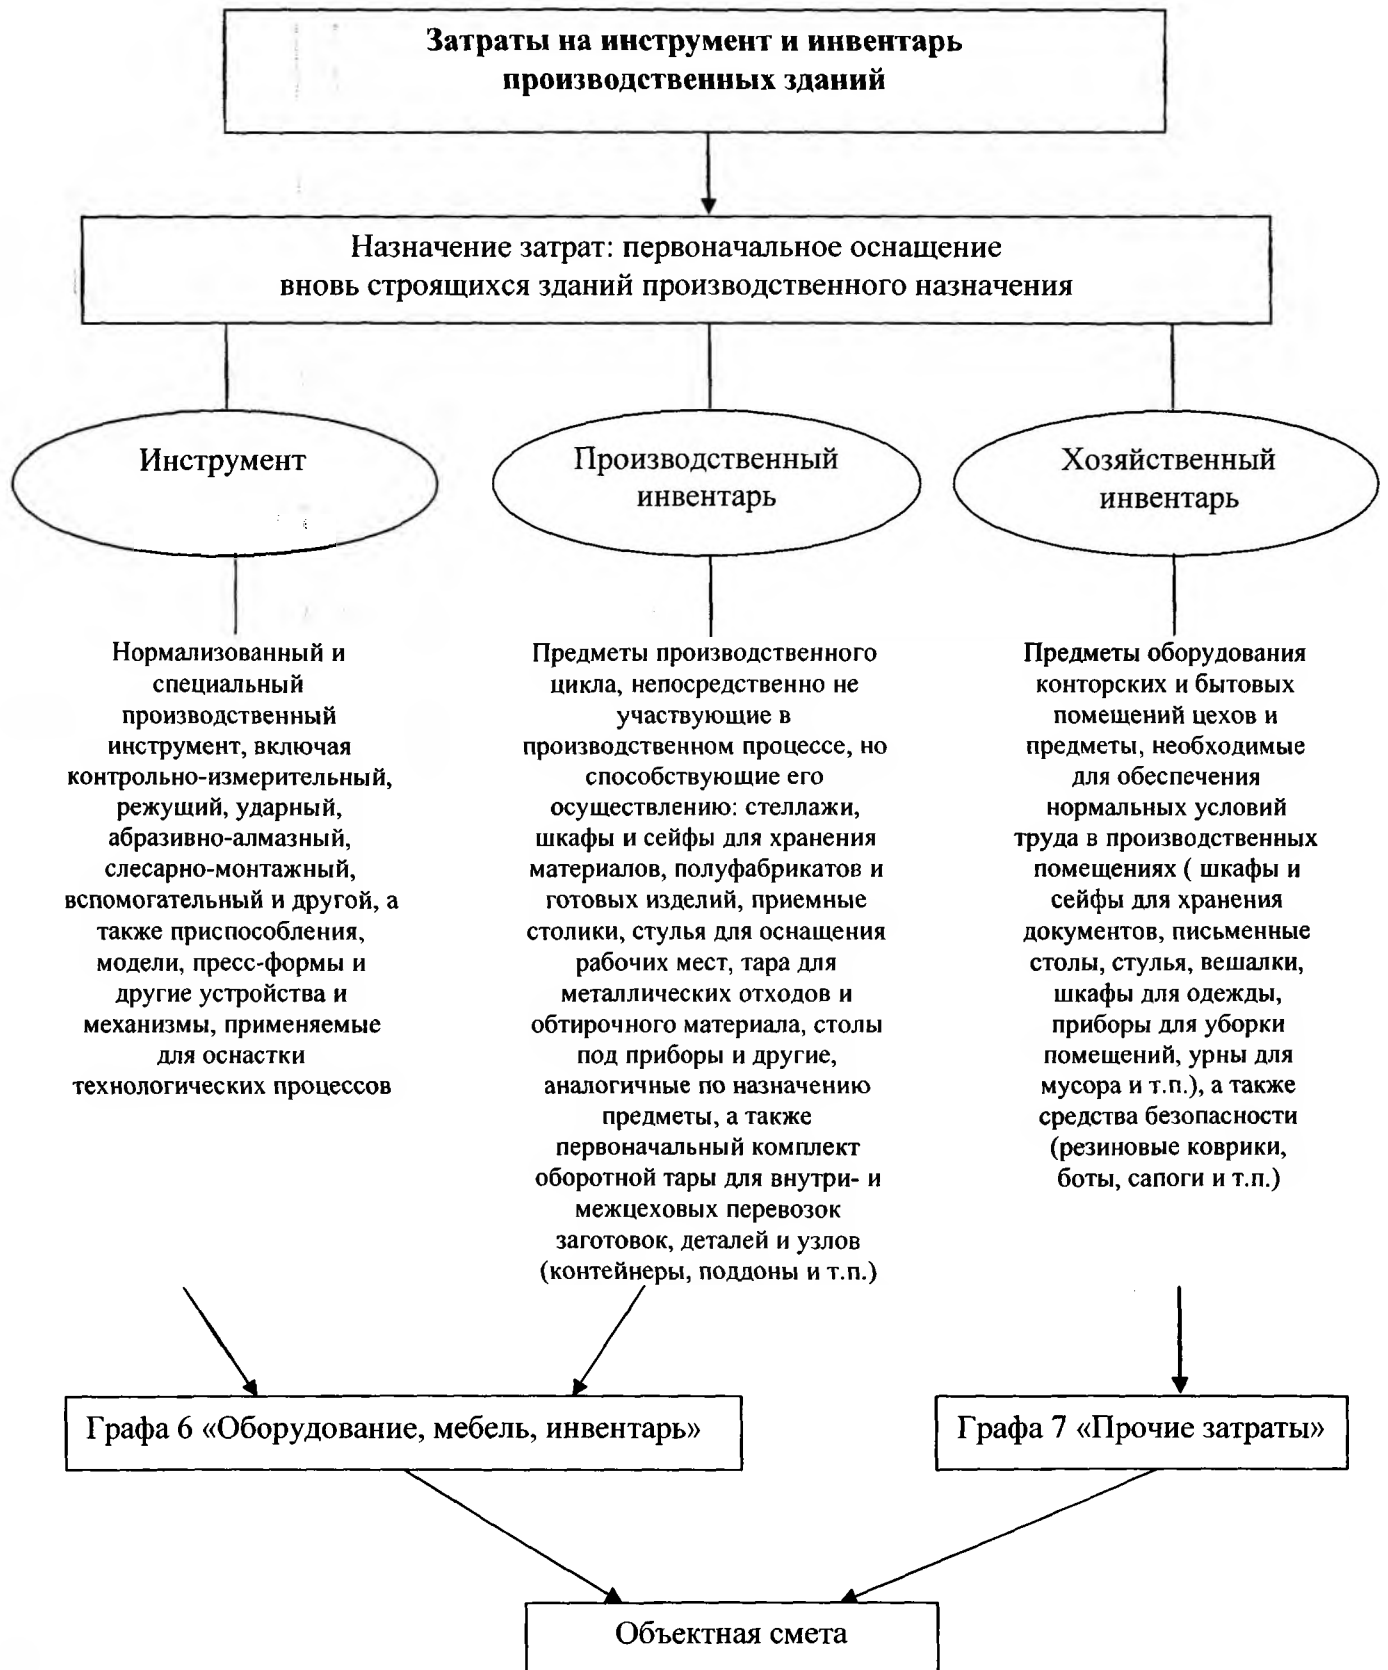 Затраты на инструмент и инвентарь
производственных зданий
Назначение затрат: первоначальное оснащение
вновь строящихся зданий производственного назначения
Инструмент
Производственный
инвентарь
Хозяйственный
инвентарь
Нормализованный и
специальный
производственный
инструмент, включая
контрольно-измерительный,
режущий, ударный,
абразивно-алмазный,
слесарно-монтажный,
вспомогательный и другой, а
также приспособления,
модели, пресс-формы и
другие устройства и
механизмы, применяемые
для оснастки
технологических процессов
Предметы производственного
цикла, непосредственно не
участвующие в
производственном процессе, но
способствующие его
осуществлению: стеллажи,
шкафы и сейфы для хранения
материалов, полуфабрикатов и
готовых изделий, приемные
столики, стулья для оснащения
рабочих мест, тара для
металлических отходов и
обтирочного материала, столы
под приборы и другие,
аналогичные по назначению
предметы, а также
первоначальный комплект
оборотной тары для внутри- и
межцеховых перевозок
заготовок, деталей и узлов
(контейнеры, поддоны и т.п.)
Предметы оборудования
конторских и бытовых
помещений цехов и
предметы, необходимые
для обеспечения
нормальных условий
труда в производственных
помещениях ( шкафы и
сейфы для хранения
документов, письменные
столы, стулья, вешалки,
шкафы для одежды,
приборы для уборки
помещений, урны для
мусора и т.п.), а также
средства безопасности
(резиновые коврики,
боты, сапоги и т.п.)
Графа 6 «Оборудование, мебель, инвентарь»
Графа 7 «Прочие затраты»
Объектная смета